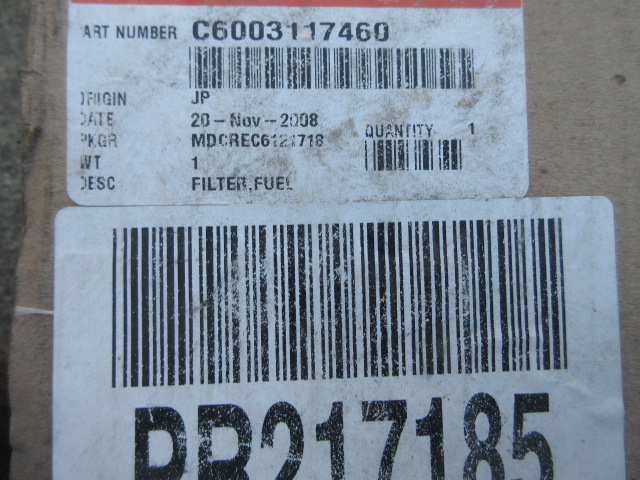 ART NUMBER C6003117460
ORIGIN JP
DATE 20-Nov-2008
PKGR MDCREC6121718
QUANTITY 1
WT 1
DESC FILTER,FUEL
PR217185